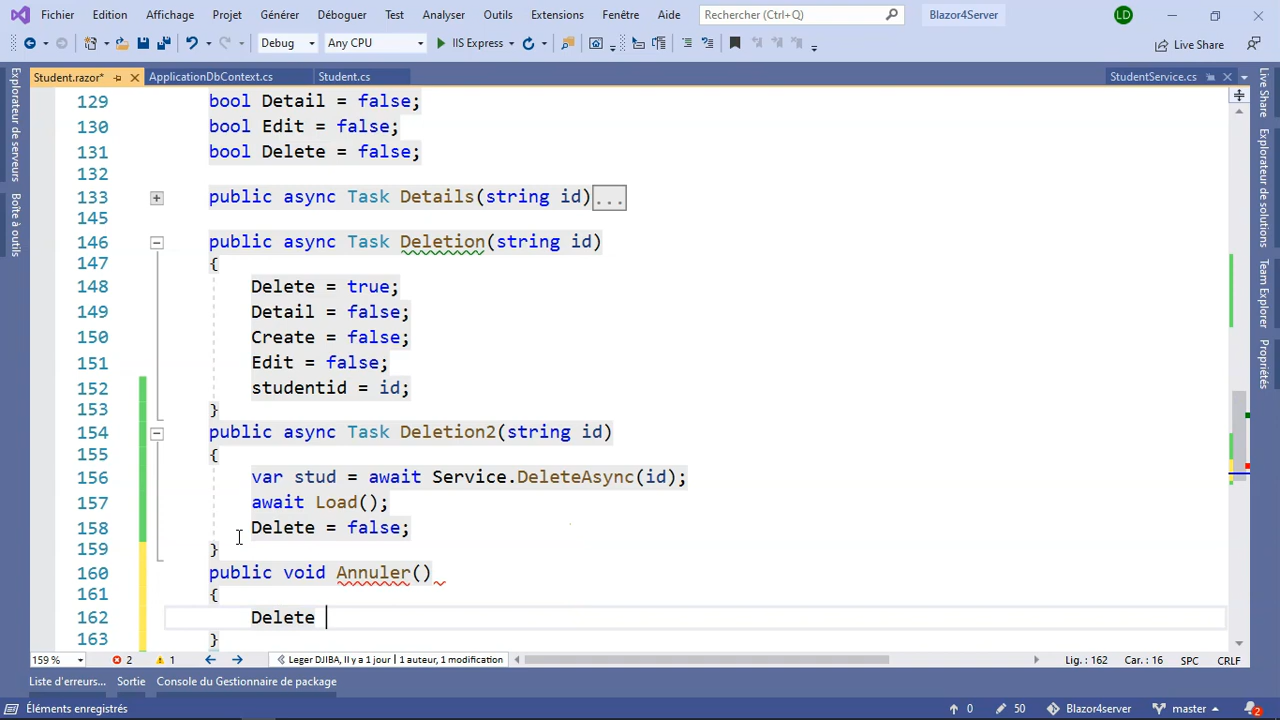 Fichier Edition Affichage Projet Générer Déboguer Test Analyser Outils Extensions Fenêtre Aide Rechercher (Ctrl+Q) Blazor4Server LD
Debug Any CPU IIS Express Live Share
Student.razor* ApplicationDbContext.cs Student.cs StudentService.cs
Explorateur de serveurs
Boîte à outils
129 bool Detail = false;
130 bool Edit = false;
131 bool Delete = false;
132
133 public async Task Details(string id)...
145
146 public async Task Deletion(string id)
147 {
148 Delete = true;
149 Detail = false;
150 Create = false;
151 Edit = false;
152 studentid = id;
153 }
154 public async Task Deletion2(string id)
155 {
156 var stud = await Service.DeleteAsync(id);
157 await Load();
158 Delete = false;
159 }
160 public void Annuler()
161 {
162 Delete
163 }
Live Share
Explorateur de solutions
Team Explorer
Propriétés
159 % 2 1 Leger DJIBA, Il y a 1 jour | 1 auteur, 1 modification Lig. : 162 Car. : 16 SPC CRLF
Liste d'erreurs... Sortie Console du Gestionnaire de package
Éléments enregistrés 0 50 Blazor4server master 2